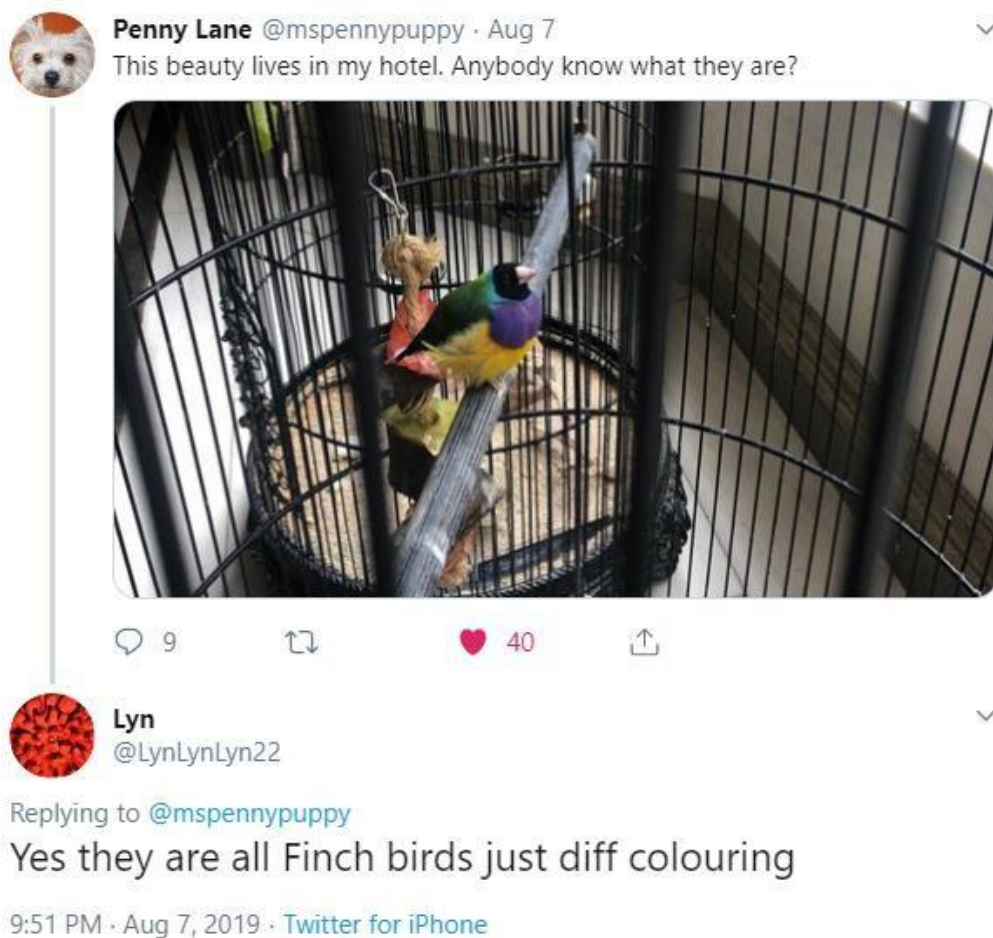 Penny Lane @mspennypuppy · Aug 7
This beauty lives in my hotel. Anybody know what they are?
9 40
Lyn
@LynLynLyn22
Replying to @mspennypuppy
Yes they are all Finch birds just diff colouring
9:51 PM · Aug 7, 2019 · Twitter for iPhone